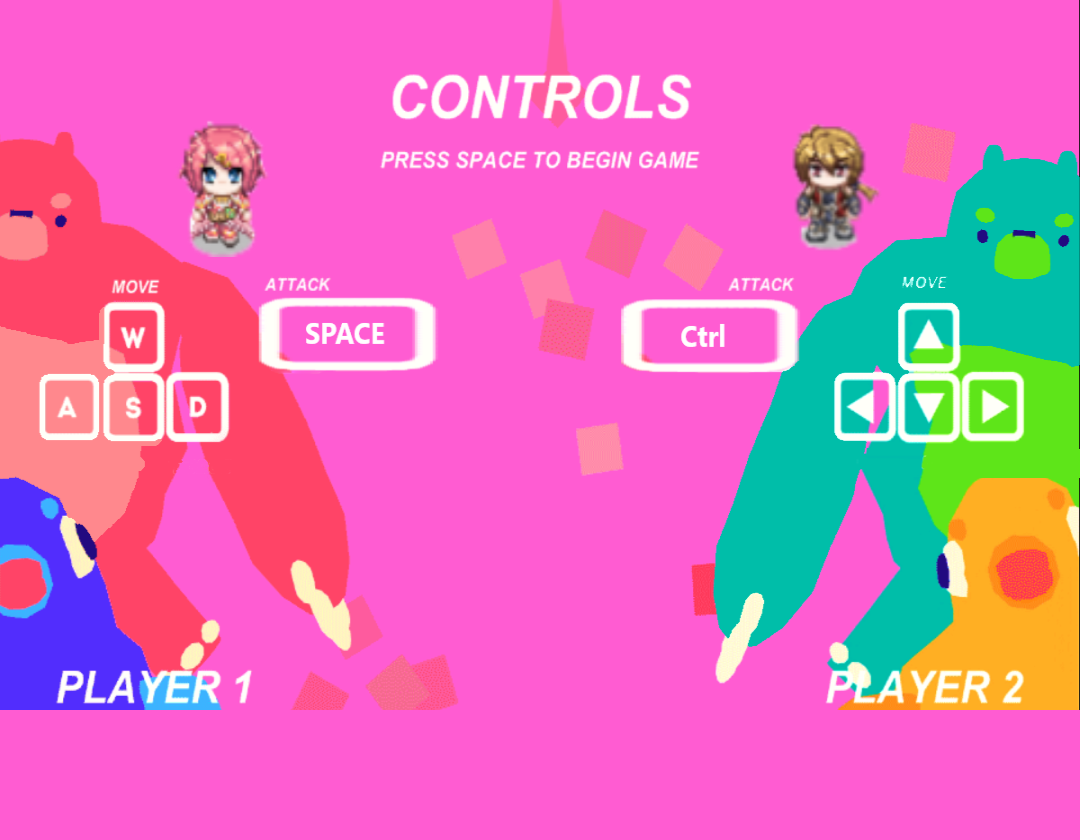 CONTROLS
PRESS SPACE TO BEGIN GAME
MOVE
ATTACK
W
SPACE
A S D
ATTACK
MOVE
Ctrl
PLAYER 1
PLAYER 2